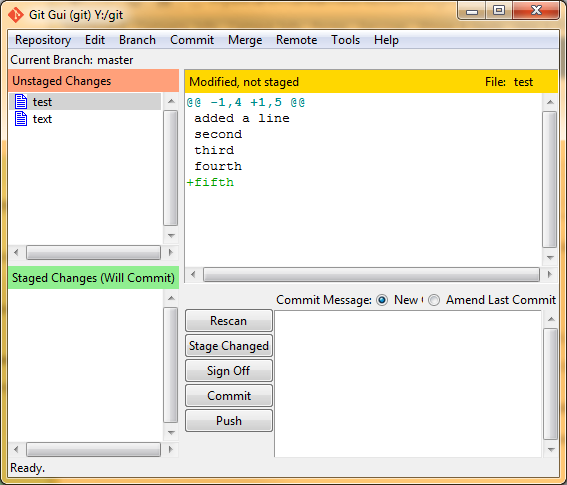 Git Gui (git) Y:/git
Repository Edit Branch Commit Merge Remote Tools Help
Current Branch: master
Unstaged Changes
test
text
Modified, not staged File: test
@@ -1,4 +1,5 @@
added a line
second
third
fourth
+fifth
Staged Changes (Will Commit)
Commit Message: New Amend Last Commit
Rescan
Stage Changed
Sign Off
Commit
Push
Ready.